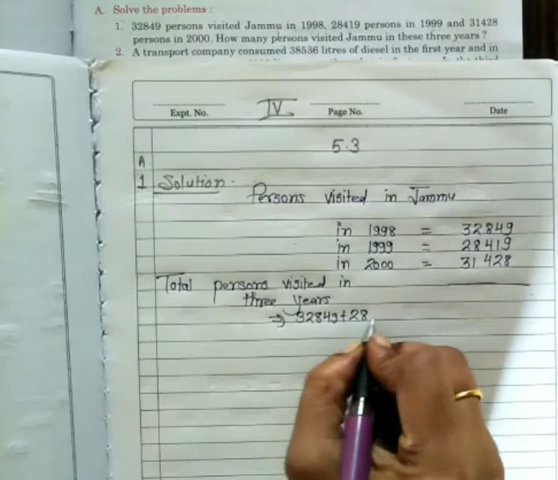 A. Solve the problems :
1. 32849 persons visited Jammu in 1998, 28419 persons in 1999 and 31428
persons in 2000. How many persons visited Jammu in these three years ?
2. A transport company consumed 38536 litres of diesel in the first year and in
Expt. No. IV Page No. Date
5.3
A
1 Solution.
Persons visited in Jammu
in 1998 = 32849
in 1999 = 28419
in 2000 = 31428
Total persons visited in
three years
⇒ 32849+28